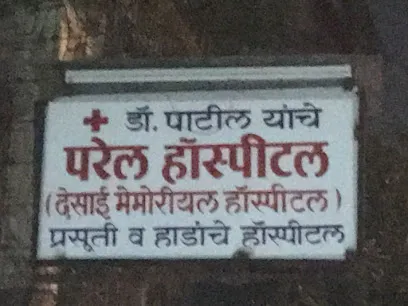 + डॉ. पाटील यांचे
परेल हॉस्पीटल
(देसाई मेमोरीयल हॉस्पीटल)
प्रसुती व हाडांचे हॉस्पीटल